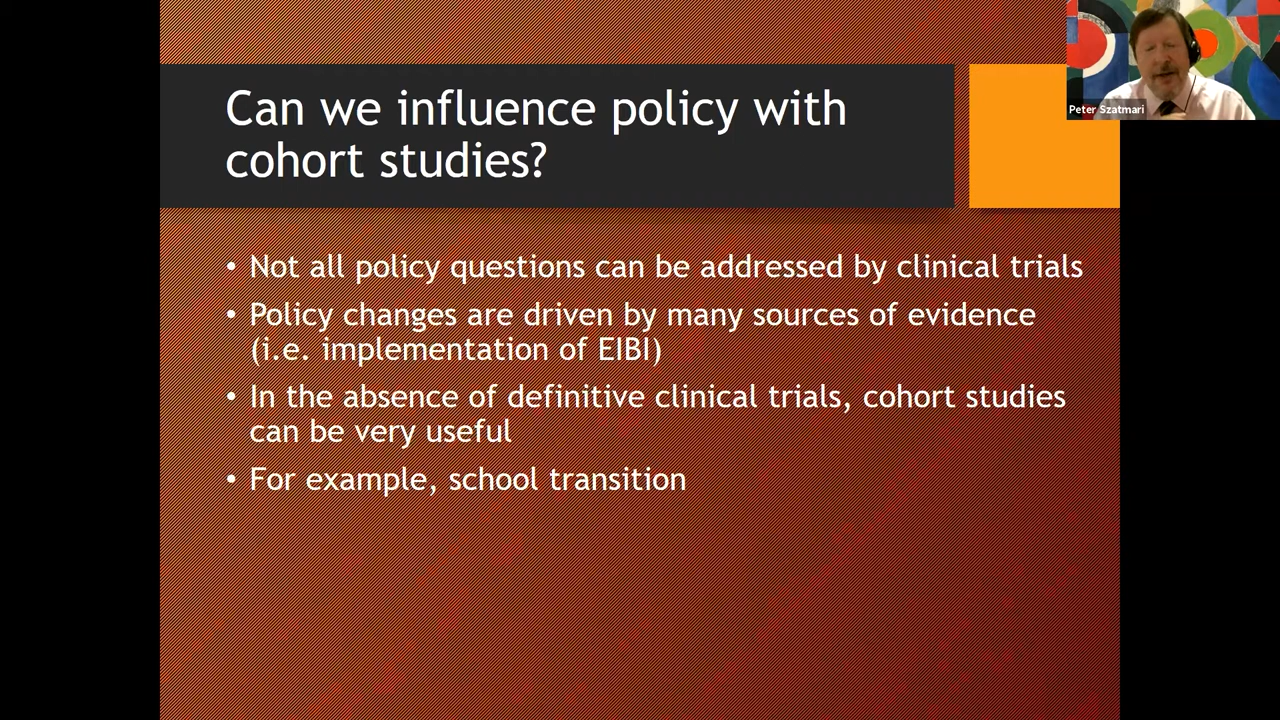 Can we influence policy with
cohort studies?
• Not all policy questions can be addressed by clinical trials
• Policy changes are driven by many sources of evidence
(i.e. implementation of EIBI)
• In the absence of definitive clinical trials, cohort studies
can be very useful
• For example, school transition
Peter Szatmari